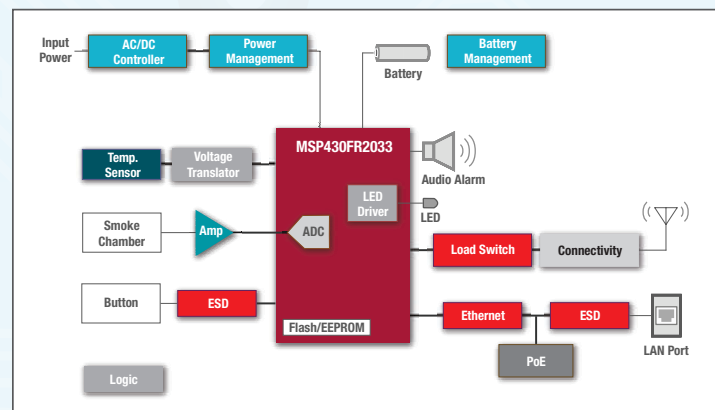 Input
Power
AC/DC
Controller
Power
Management
Battery
Battery
Management
MSP430FR2033
Temp.
Sensor
Voltage
Translator
Audio Alarm
LED
Driver
LED
Smoke
Chamber
Amp
ADC
Load Switch
Connectivity
Button
ESD
Flash/EEPROM
Ethernet
ESD
LAN Port
PoE
Logic